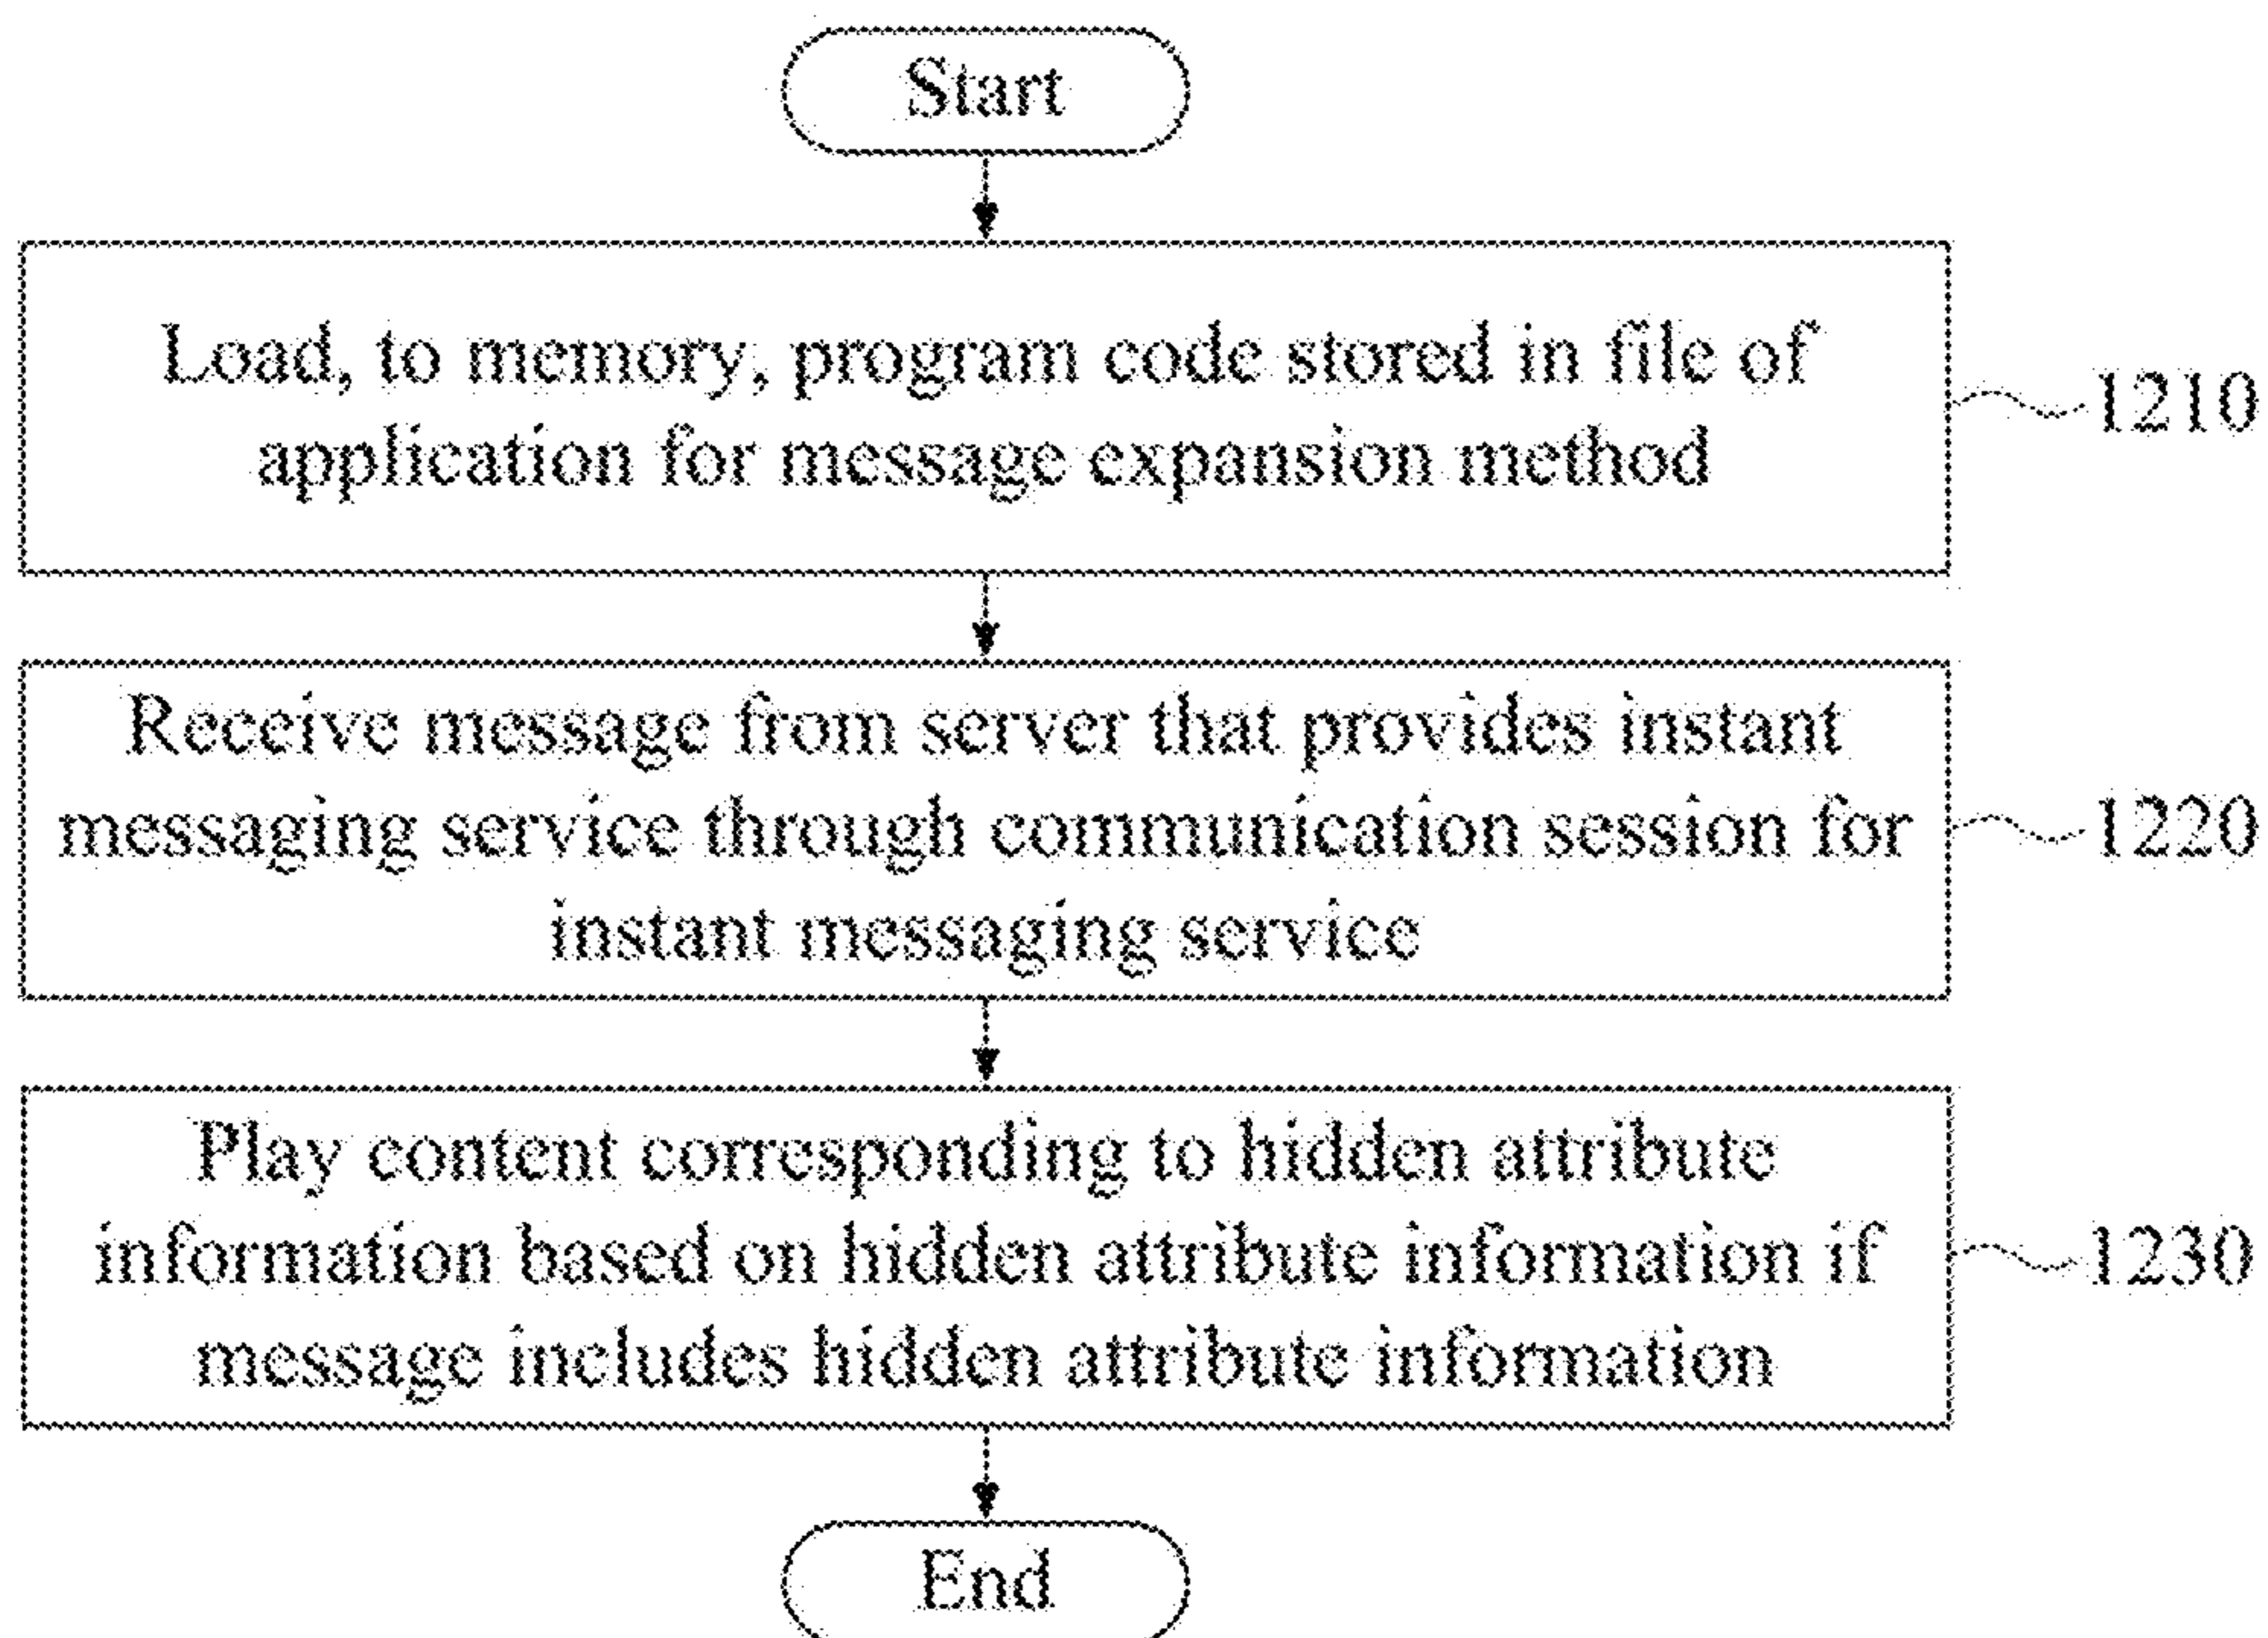 Start
Load, to memory, program code stored in file of
application for message expansion method
1210
Receive message from server that provides instant
messaging service through communication session for
instant messaging service
1220
Play content corresponding to hidden attribute
information based on hidden attribute information if
message includes hidden attribute information
1230
End